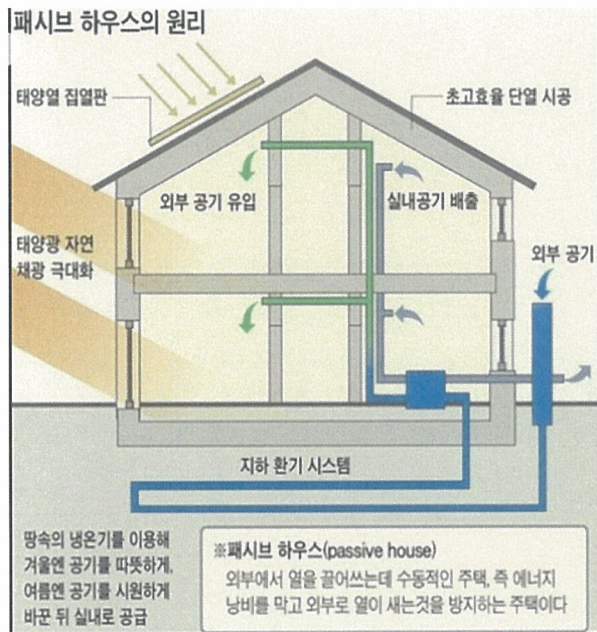 패시브 하우스의 원리
태양열 집열판
초고효율 단열 시공
외부 공기 유입
실내공기 배출
태양광 자연
채광 극대화
외부 공기
지하 환기 시스템
땅속의 냉온기를 이용해
겨울엔 공기를 따뜻하게,
여름엔 공기를 시원하게
바꾼 뒤 실내로 공급
※패시브 하우스(passive house)
외부에서 열을 끌어쓰는데 수동적인 주택, 즉 에너지
낭비를 막고 외부로 열이 새는것을 방지하는 주택이다